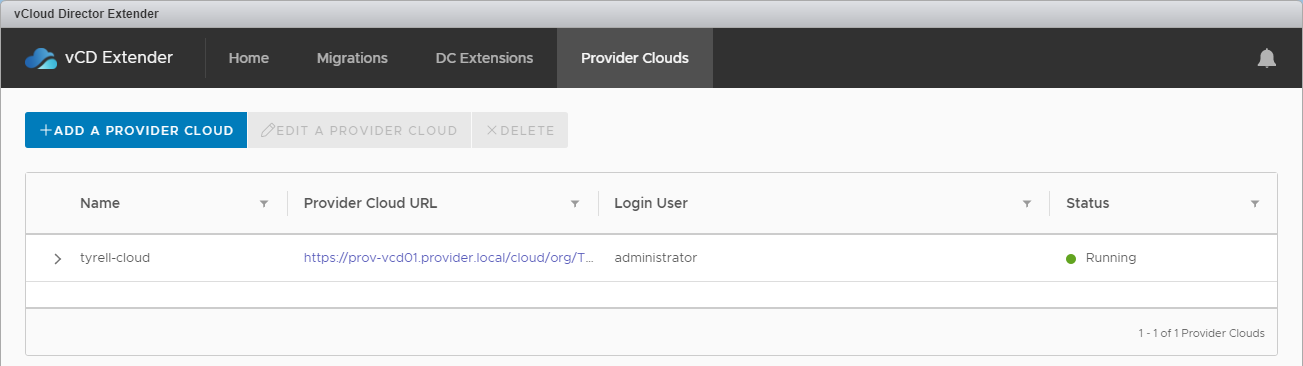 vCloud Director Extender
vCD Extender Home Migrations DC Extensions Provider Clouds
ADD A PROVIDER CLOUD EDIT A PROVIDER CLOUD DELETE
Name Provider Cloud URL Login User Status
tyrell-cloud https://prov-vcd01.provider.local/cloud/org/T... administrator Running
1 - 1 of 1 Provider Clouds